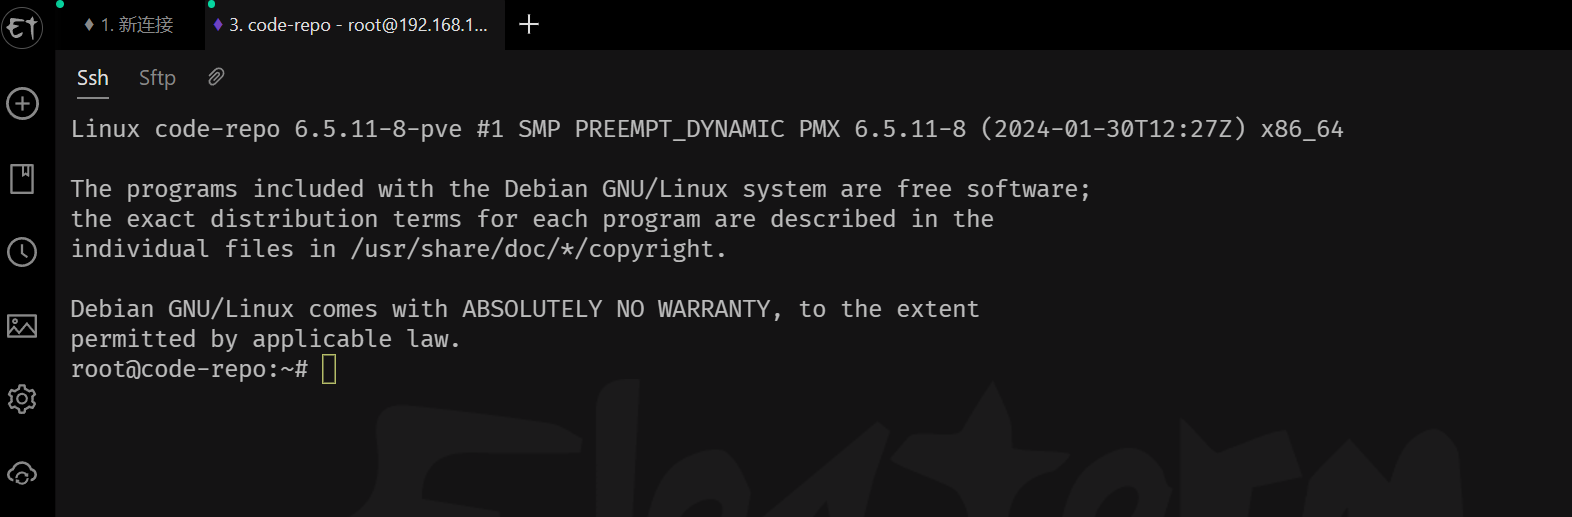 1. 新连接
3. code-repo - root@192.168.1...
Ssh
Sftp
Linux code-repo 6.5.11-8-pve #1 SMP PREEMPT_DYNAMIC PMX 6.5.11-8 (2024-01-30T12:27Z) x86_64
The programs included with the Debian GNU/Linux system are free software;
the exact distribution terms for each program are described in the
individual files in /usr/share/doc/*/copyright.
Debian GNU/Linux comes with ABSOLUTELY NO WARRANTY, to the extent
permitted by applicable law.
root@code-repo:~#